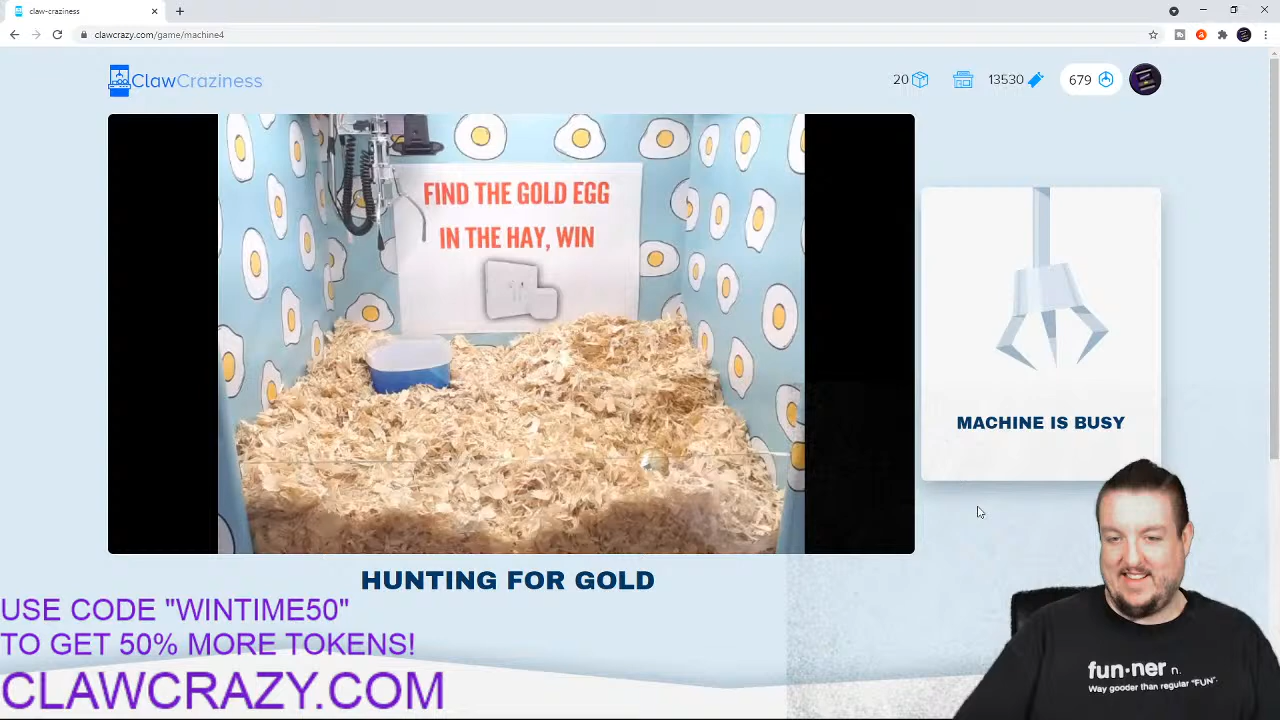 claw-craziness
clawcrazy.com/game/machine4
ClawCraziness
20
13530
679
FIND THE GOLD EGG
IN THE HAY, WIN
MACHINE IS BUSY
HUNTING FOR GOLD
USE CODE "WINTIME50"
TO GET 50% MORE TOKENS!
CLAWCRAZY.COM
fun·ner n.
Way gooder than regular "FUN".